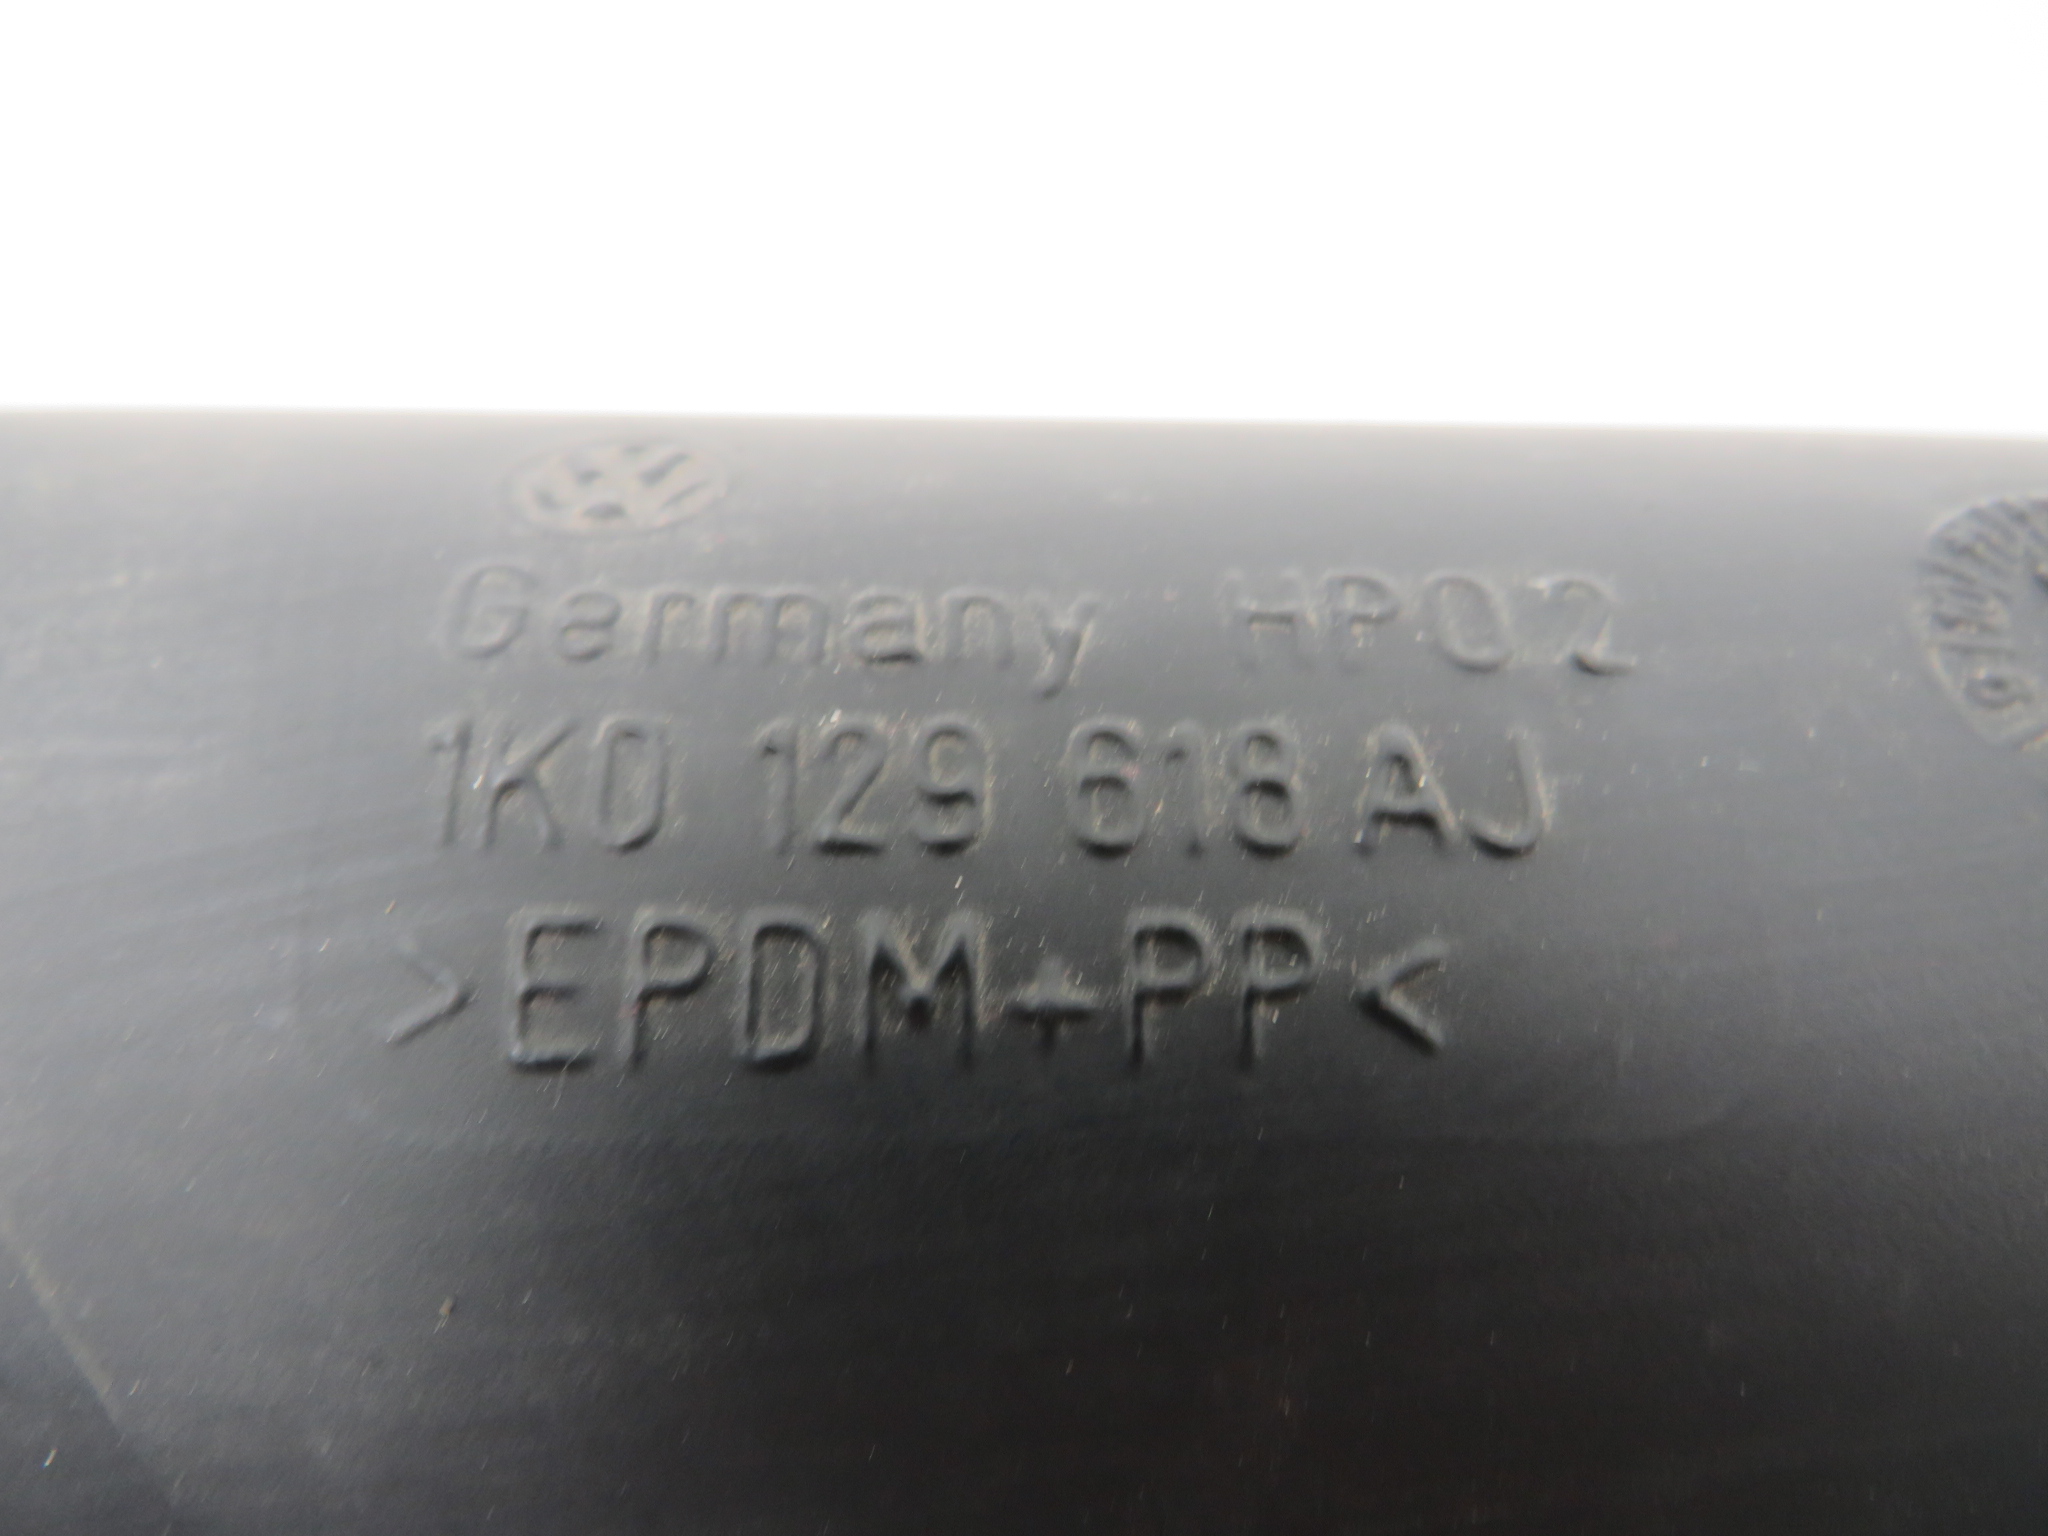 Germany HP02
1K0 129 618 AJ
>EPDM+PP<